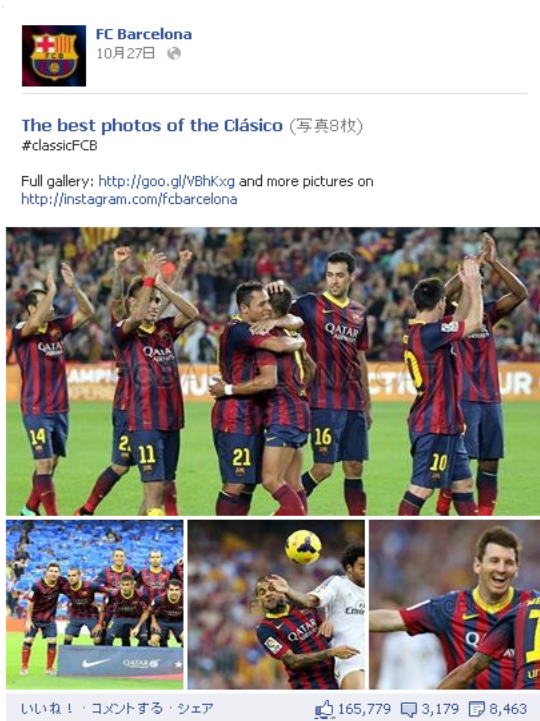 FC Barcelona
10月27日
The best photos of the Clásico (写真8枚)
#classicFCB
Full gallery: http://goo.gl/VBhKxg and more pictures on
http://instagram.com/fcbarcelona
QATAR
AIRWAYS
14
2
11
21
16
10
QATAR
QATAR
いいね！ · コメントする · シェア
165,779 3,179 8,463